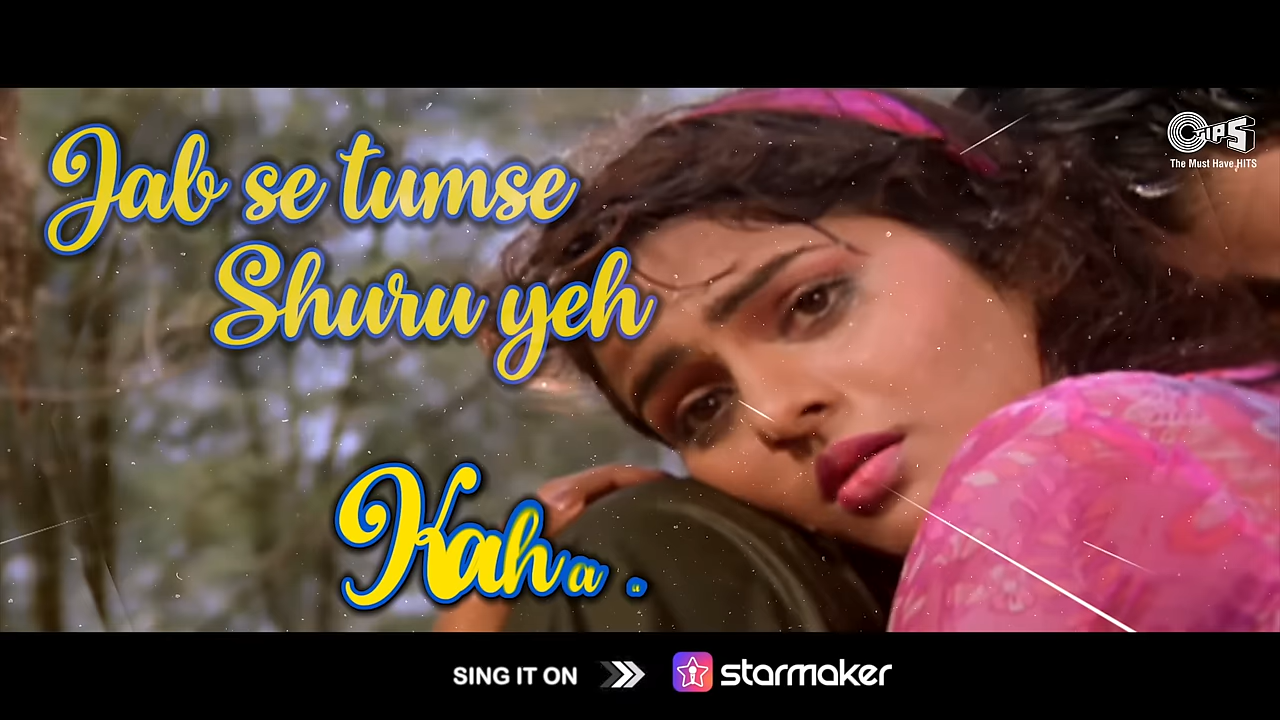 Jab se tumse
Shuru yeh
Kaha
TIPS
The Must Have HITS
SING IT ON
starmaker